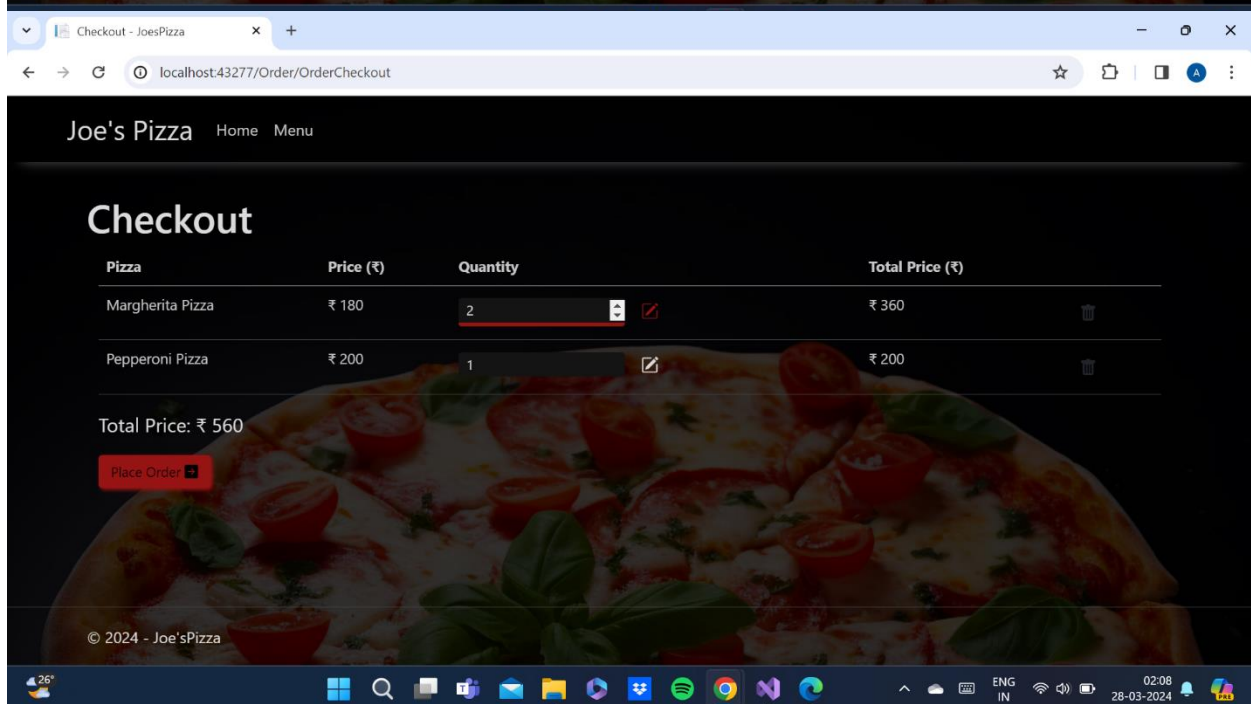 Checkout - JoesPizza
localhost:43277/Order/OrderCheckout
A
Joe's Pizza Home Menu
Checkout
Pizza Price (₹) Quantity Total Price (₹)
Margherita Pizza ₹ 180 2 ₹ 360
Pepperoni Pizza ₹ 200 1 ₹ 200
Total Price: ₹ 560
Place Order
© 2024 - Joe'sPizza
26°
ENG
IN
02:08
28-03-2024
PRE